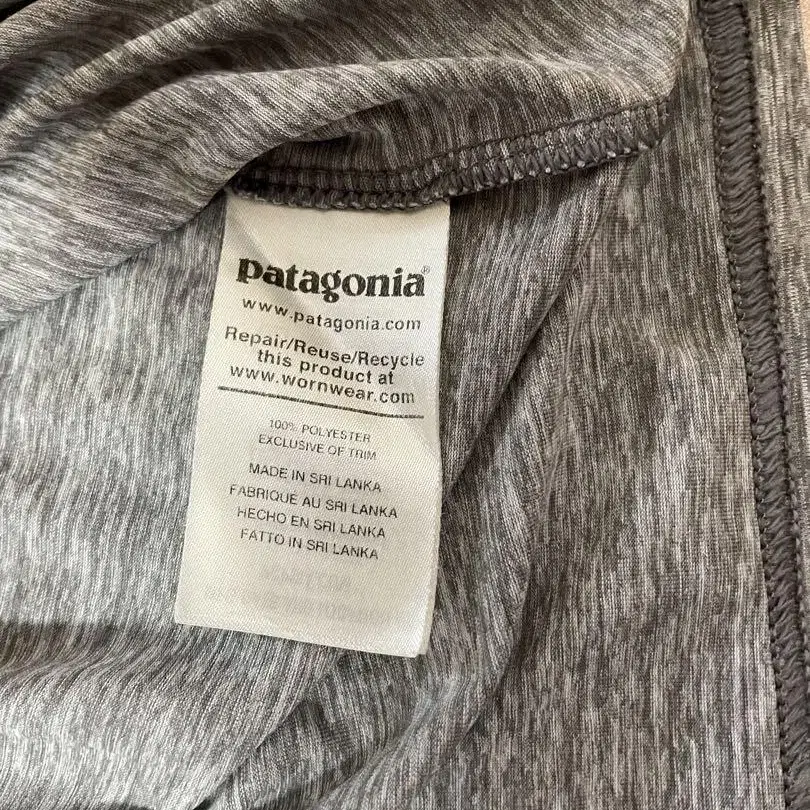 patagonia®
www.patagonia.com
Repair/Reuse/Recycle
this product at
www.wornwear.com
100% POLYESTER
EXCLUSIVE OF TRIM
MADE IN SRI LANKA
FABRIQUE AU SRI LANKA
HECHO EN SRI LANKA
FATTO IN SRI LANKA